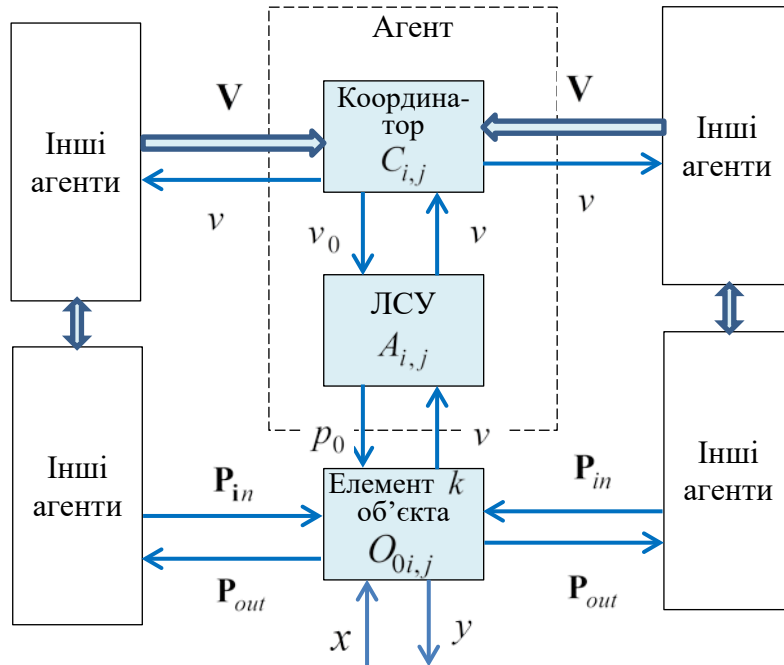 Агент
V
Координа-
тор
C_{i,j}
V
Інші
агенти
Інші
агенти
v
v
v_0
v
ЛСУ
A_{i,j}
p_0
v
Інші
агенти
Інші
агенти
P_{in}
P_{in}
Елемент k
об’єкта
O_{0i,j}
P_{out}
P_{out}
x
y